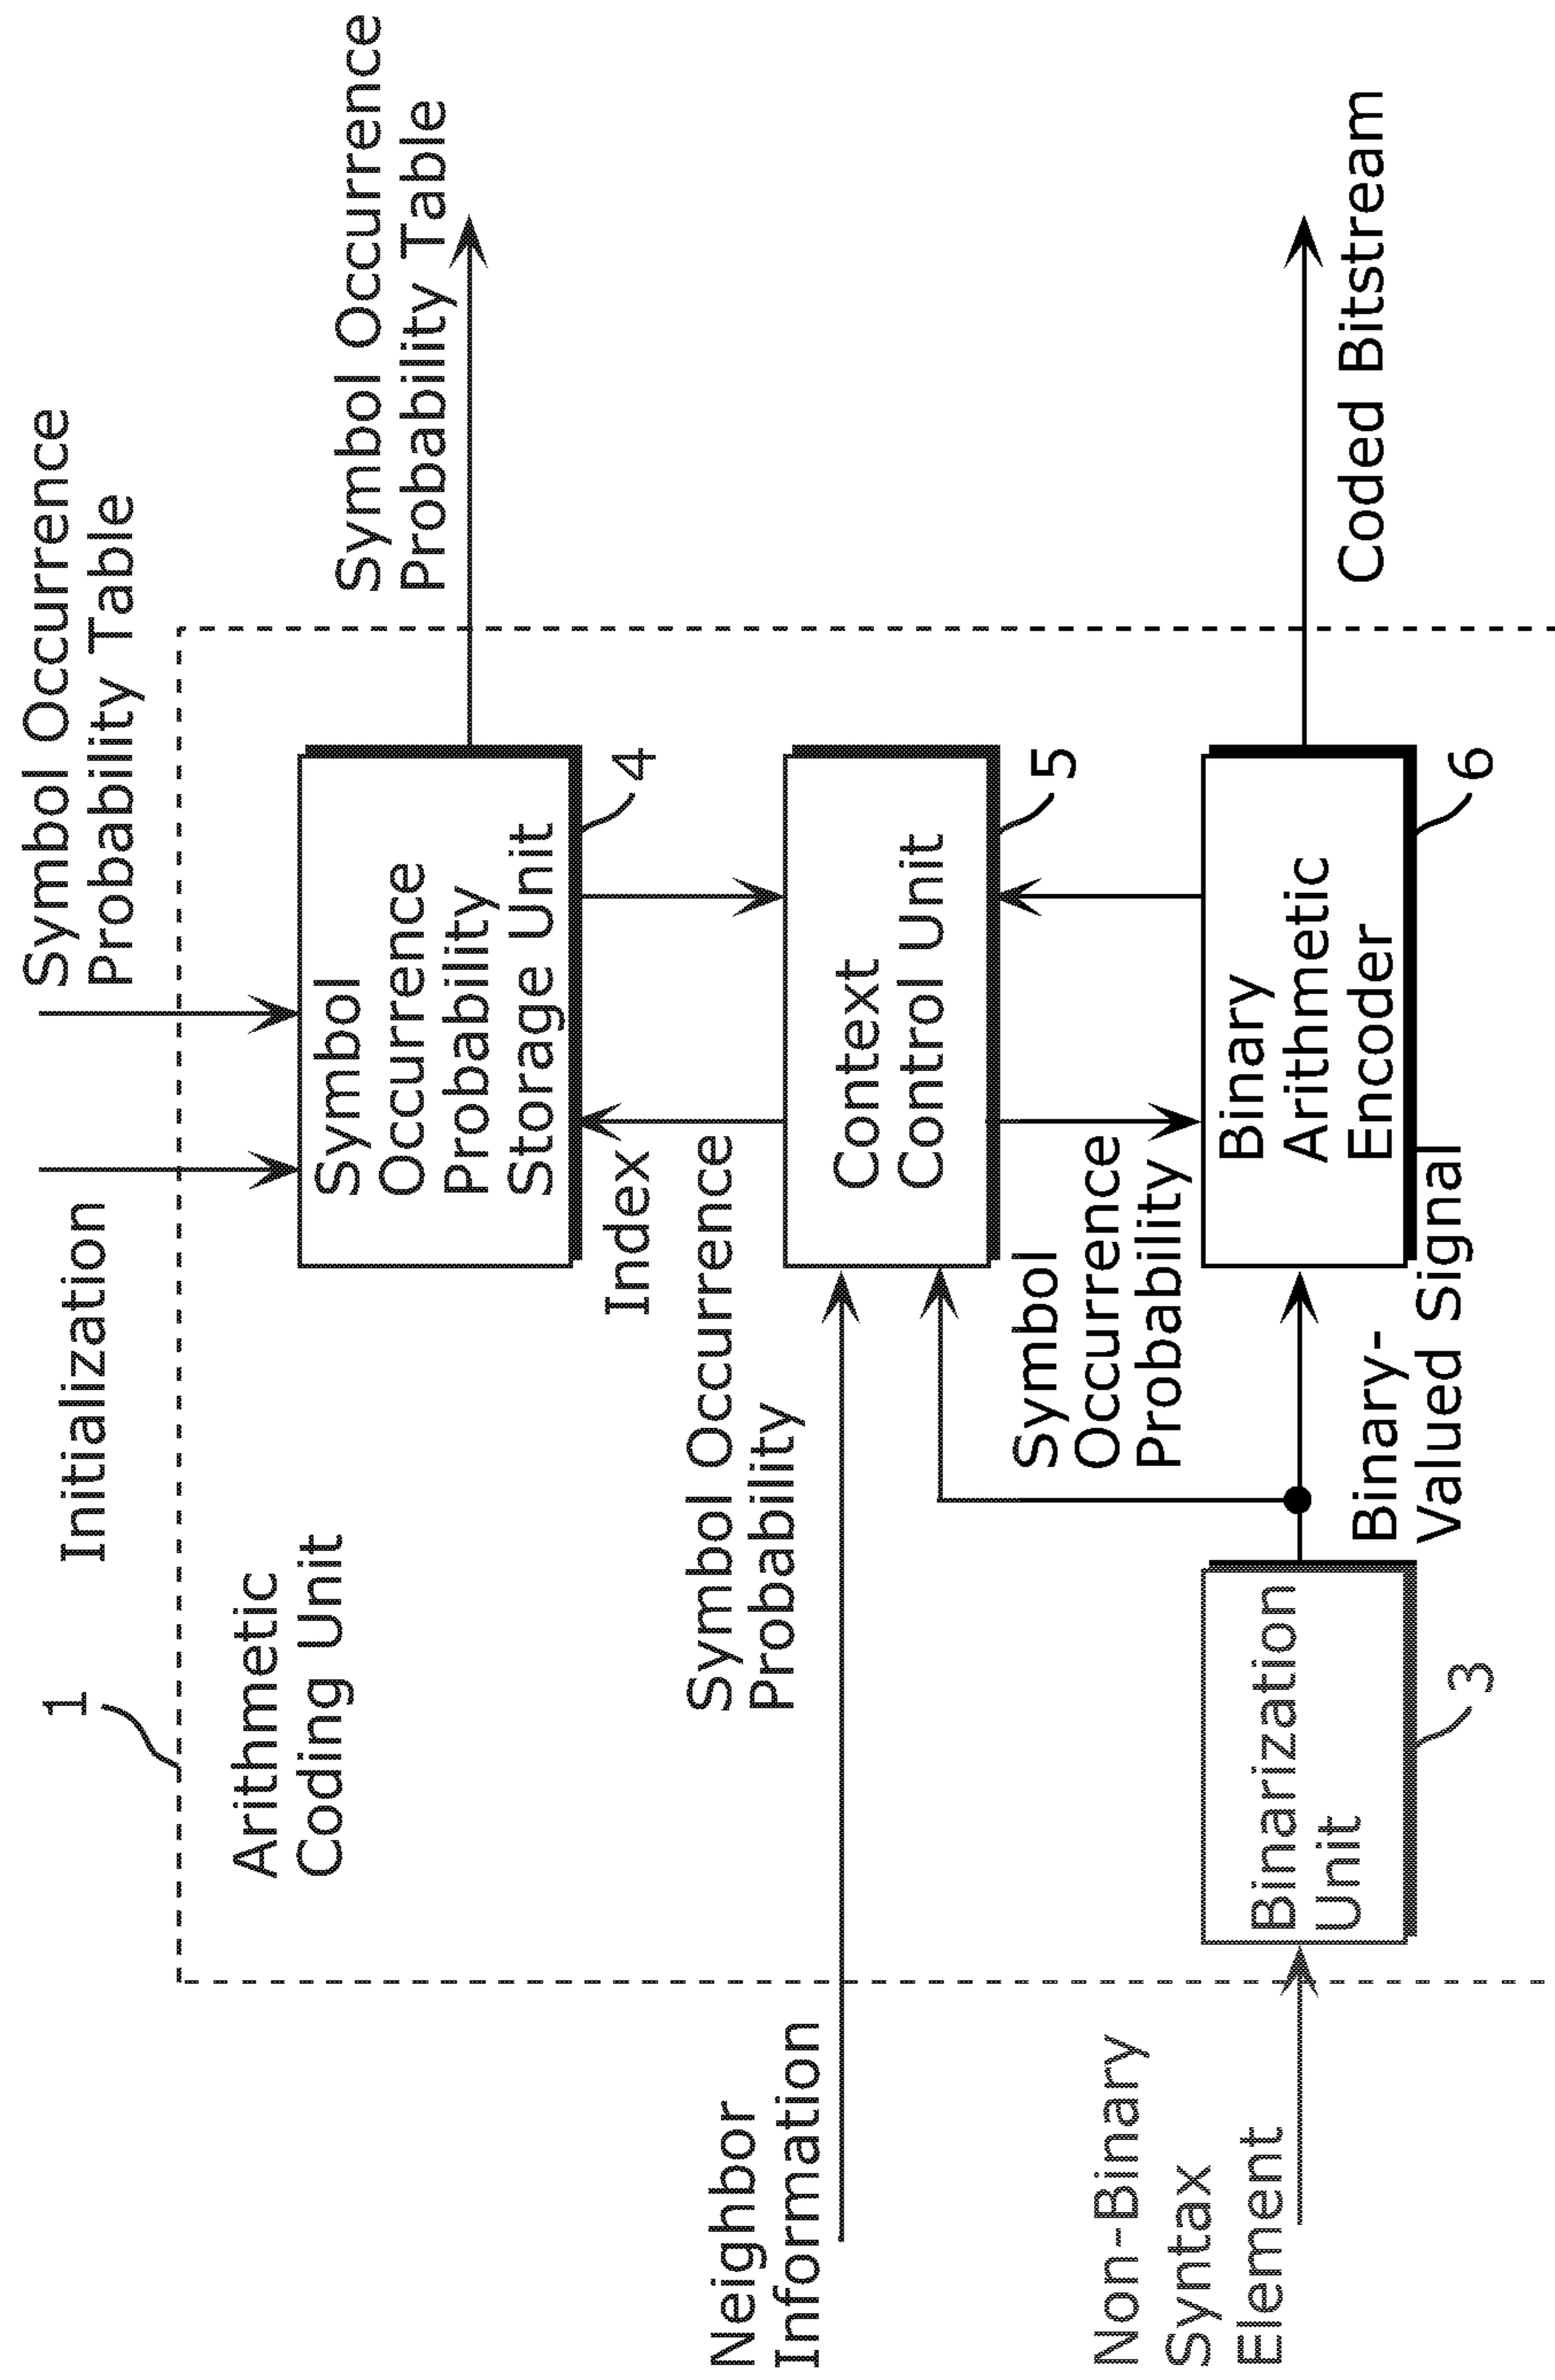 Symbol Occurrence
Probability Table
Initialization
1
Arithmetic
Coding Unit
Symbol
Occurrence
Probability
Storage Unit
4
Symbol Occurrence
Probability Table
Index
Symbol Occurrence
Probability
Neighbor
Information
Context
Control Unit
5
Symbol
Occurrence
Probability
Non-Binary
Syntax
Element
Binarization
Unit
3
Binary-
Valued Signal
Binary
Arithmetic
Encoder
6
Coded Bitstream